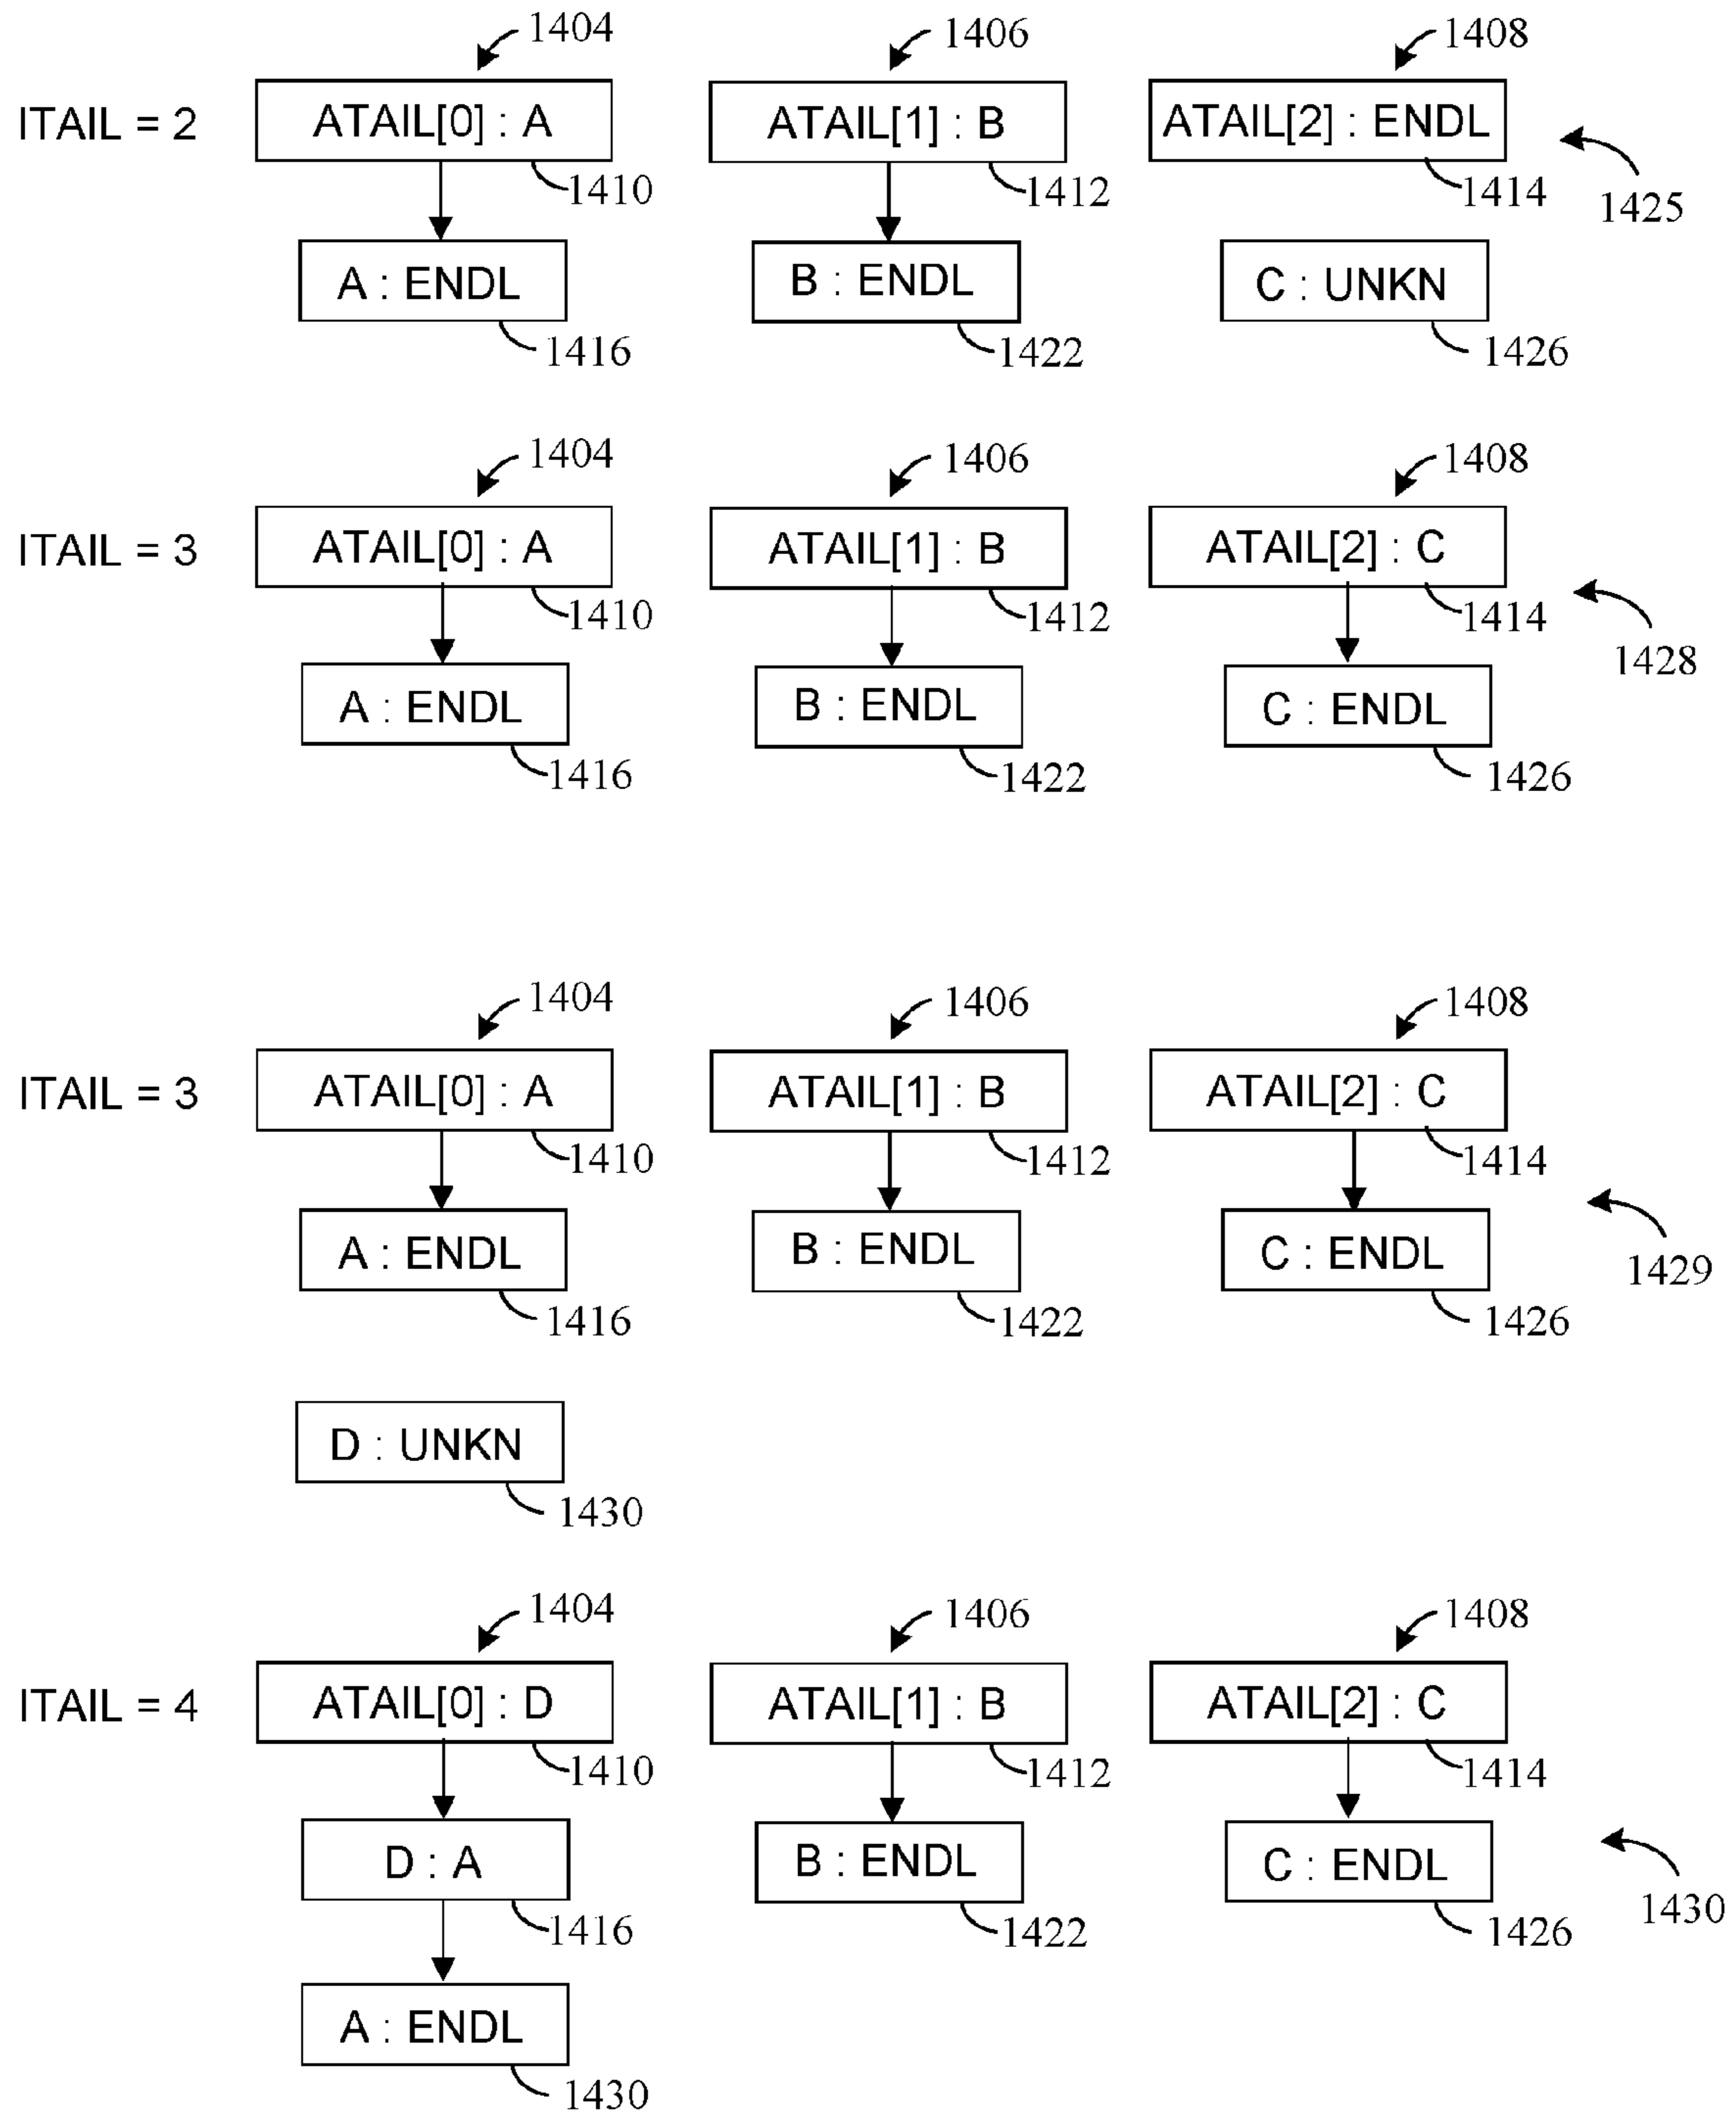 1404 1406 1408
ITAIL = 2 ATAIL[0] : A ATAIL[1] : B ATAIL[2] : ENDL
1410 1412 1414 1425
A : ENDL B : ENDL C : UNKN
1416 1422 1426
1404 1406 1408
ITAIL = 3 ATAIL[0] : A ATAIL[1] : B ATAIL[2] : C
1410 1412 1414
1428
A : ENDL B : ENDL C : ENDL
1416 1422 1426
1404 1406 1408
ITAIL = 3 ATAIL[0] : A ATAIL[1] : B ATAIL[2] : C
1410 1412 1414
A : ENDL B : ENDL C : ENDL 1429
1416 1422 1426
D : UNKN
1430
1404 1406 1408
ITAIL = 4 ATAIL[0] : D ATAIL[1] : B ATAIL[2] : C
1410 1412 1414
D : A B : ENDL C : ENDL
1416 1422 1426 1430
A : ENDL
1430